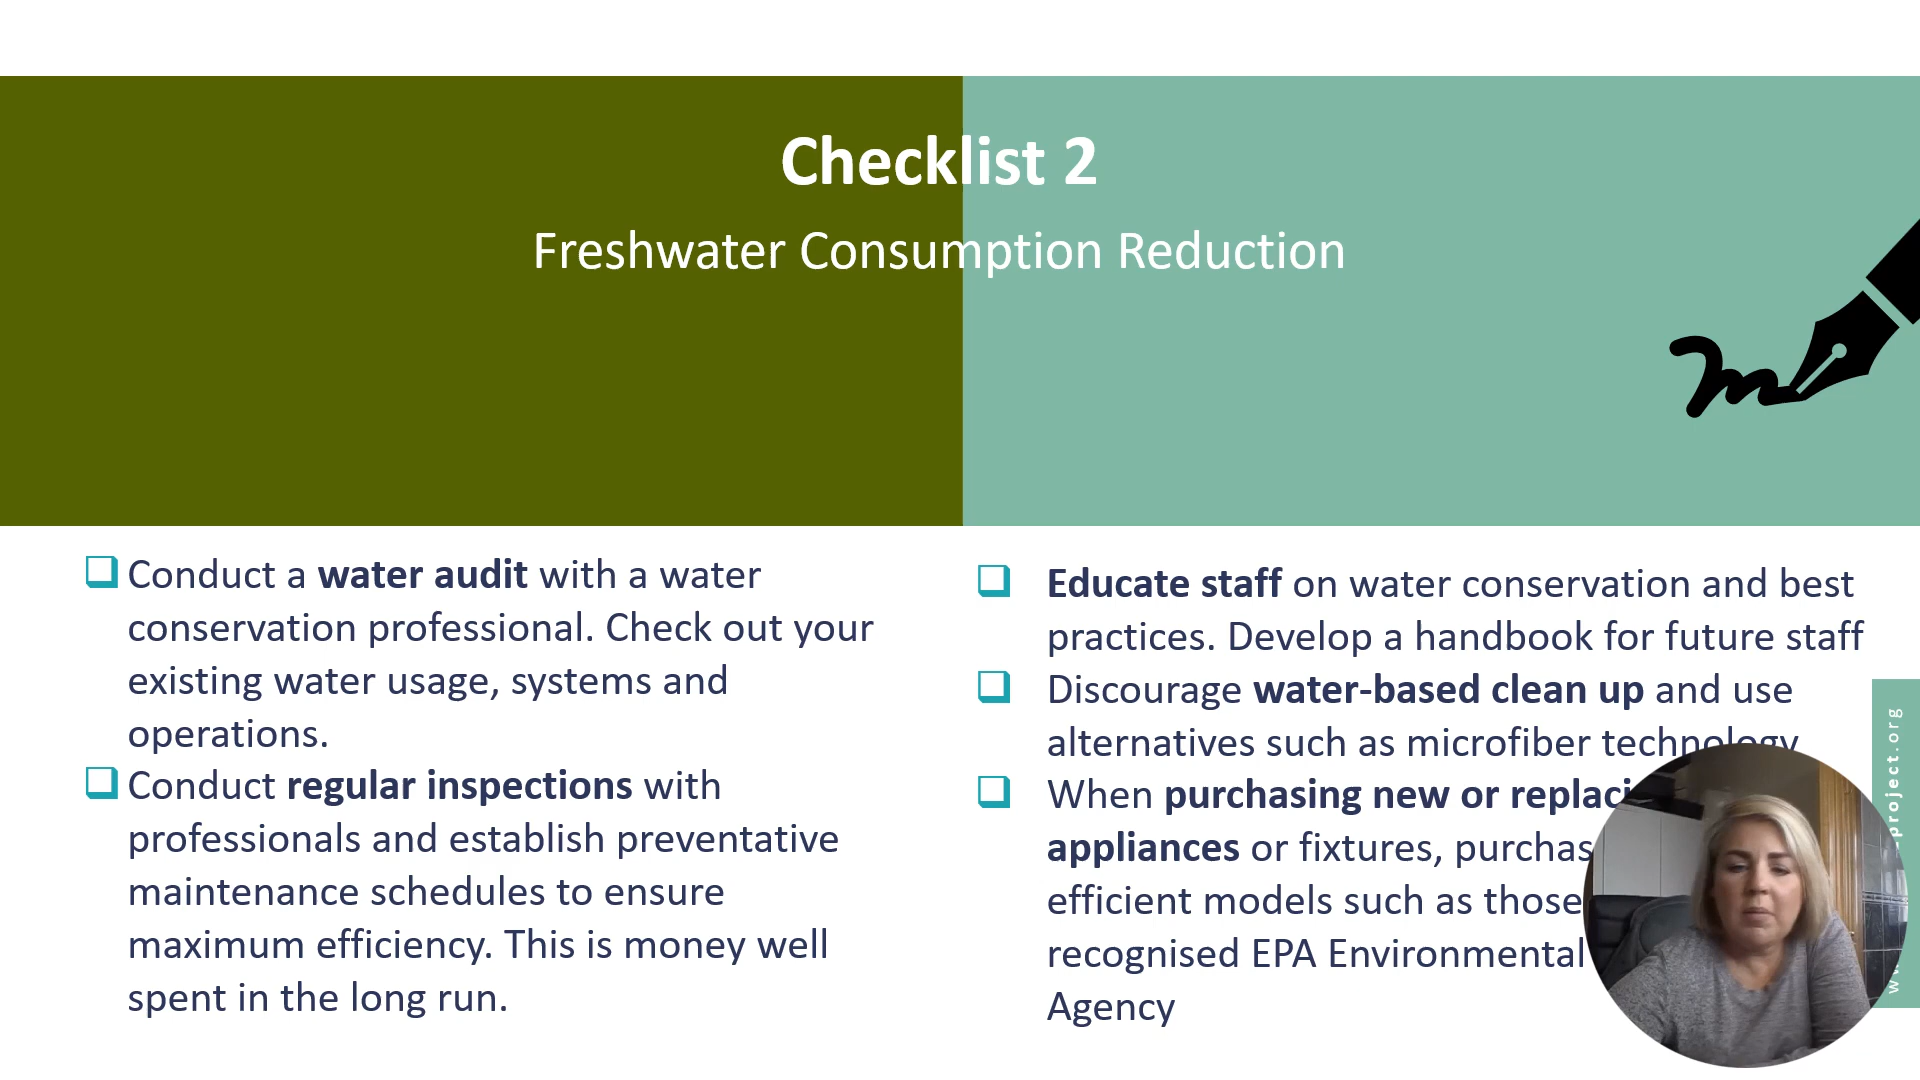 Checklist 2
Freshwater Consumption Reduction
❑ Conduct a water audit with a water
conservation professional. Check out your
existing water usage, systems and
operations.
❑ Conduct regular inspections with
professionals and establish preventative
maintenance schedules to ensure
maximum efficiency. This is money well
spent in the long run.
❑ Educate staff on water conservation and best
practices. Develop a handbook for future staff
❑ Discourage water-based clean up and use
alternatives such as microfiber technology
❑ When purchasing new or
appliances or fixtures,
efficient models such as those
recognised EPA Environmental
Agency
project.org